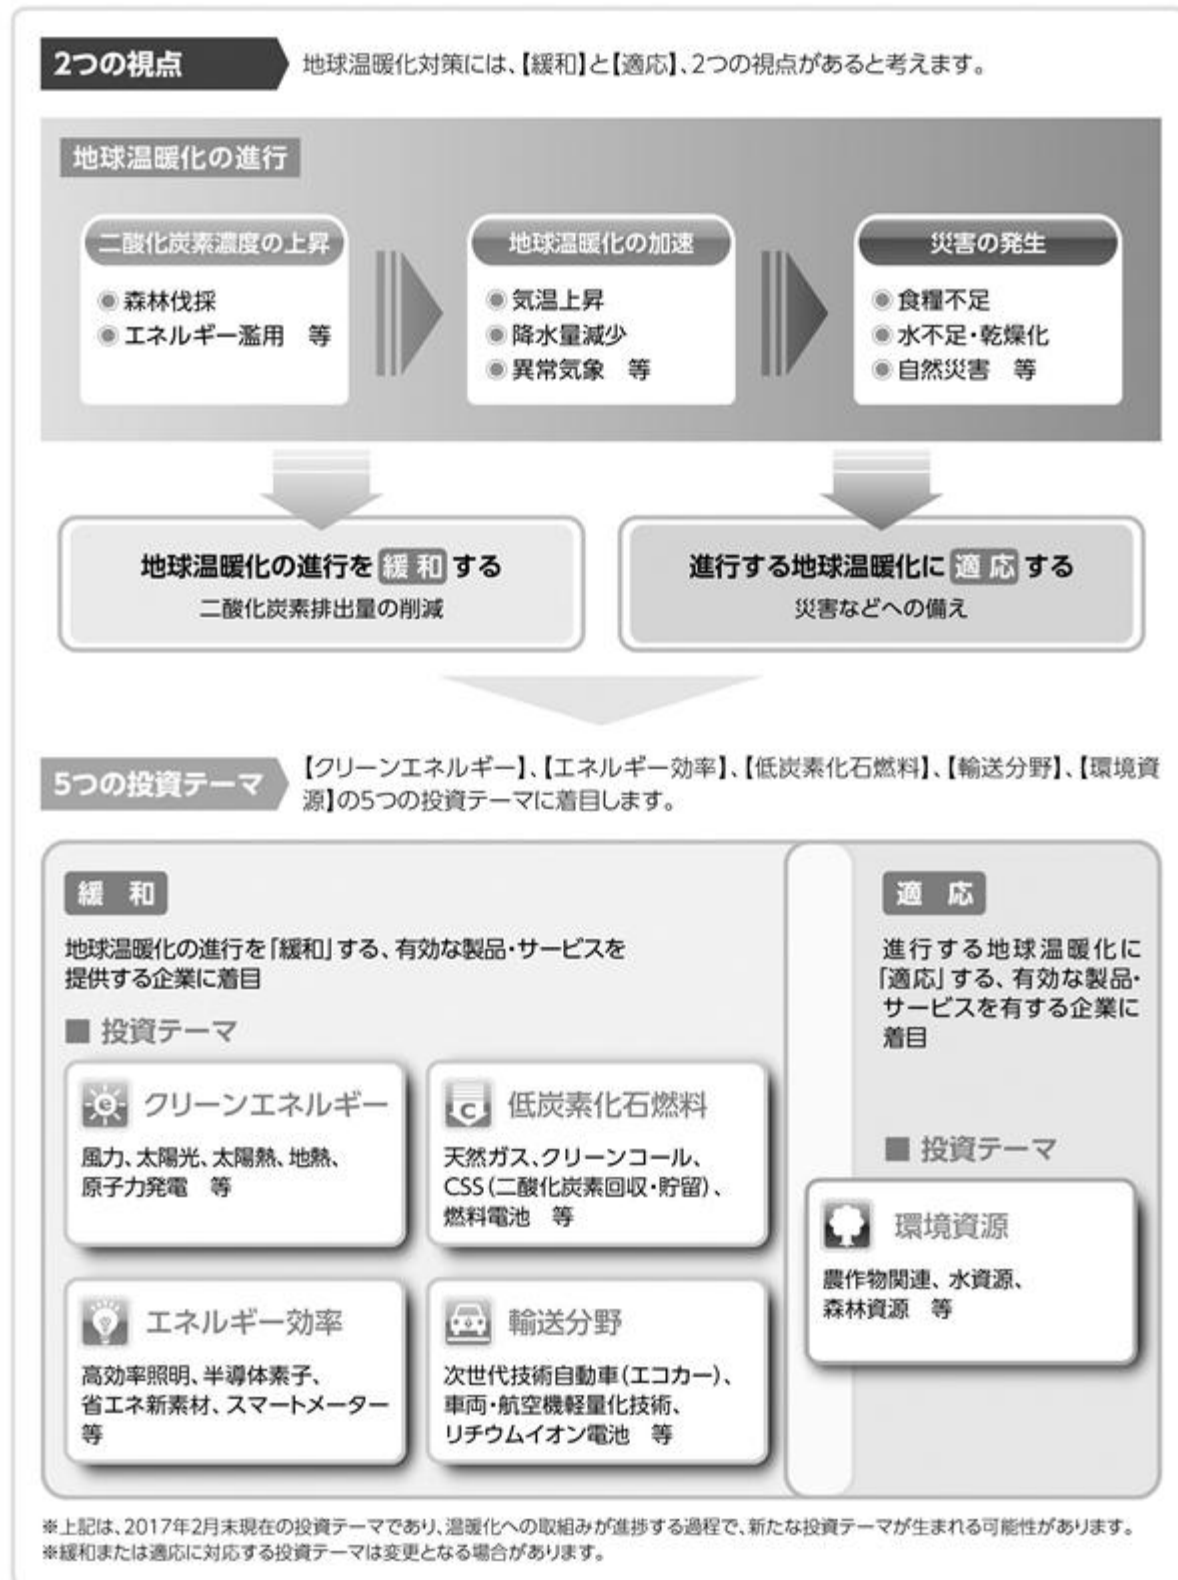 2つの視点
地球温暖化対策には、【緩和】と【適応】、2つの視点があると考えます。
地球温暖化の進行
二酸化炭素濃度の上昇
◉ 森林伐採
◉ エネルギー濫用 等
地球温暖化の加速
◉ 気温上昇
◉ 降水量減少
◉ 異常気象 等
災害の発生
◉ 食糧不足
◉ 水不足・乾燥化
◉ 自然災害 等
地球温暖化の進行を 緩和 する
二酸化炭素排出量の削減
進行する地球温暖化に 適応 する
災害などへの備え
5つの投資テーマ
【クリーンエネルギー】、【エネルギー効率】、【低炭素化石燃料】、【輸送分野】、【環境資
源】の5つの投資テーマに着目します。
緩 和
地球温暖化の進行を「緩和」する、有効な製品・サービスを
提供する企業に着目
■ 投資テーマ
e クリーンエネルギー
風力、太陽光、太陽熱、地熱、
原子力発電 等
C 低炭素化石燃料
天然ガス、クリーンコール、
CSS(二酸化炭素回収・貯留)、
燃料電池 等
エネルギー効率
高効率照明、半導体素子、
省エネ新素材、スマートメーター
等
輸送分野
次世代技術自動車(エコカー)、
車両・航空機軽量化技術、
リチウムイオン電池 等
適 応
進行する地球温暖化に
「適応」する、有効な製品・
サービスを有する企業に
着目
■ 投資テーマ
環境資源
農作物関連、水資源、
森林資源 等
※上記は、2017年2月末現在の投資テーマであり、温暖化への取組みが進捗する過程で、新たな投資テーマが生まれる可能性があります。
※緩和または適応に対応する投資テーマは変更となる場合があります。